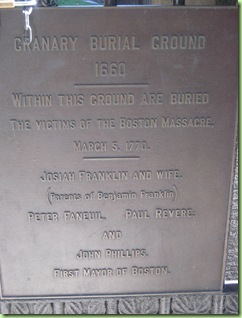 GRANARY BURIAL GROUND
1660
WITHIN THIS GROUND ARE BURIED
THE VICTIMS OF THE BOSTON MASSACRE,
MARCH 5, 1770.
JOSIAH FRANKLIN AND WIFE,
(Parents of Benjamin Franklin)
PETER FANEUIL, PAUL REVERE;
AND
JOHN PHILLIPS,
FIRST MAYOR OF BOSTON.